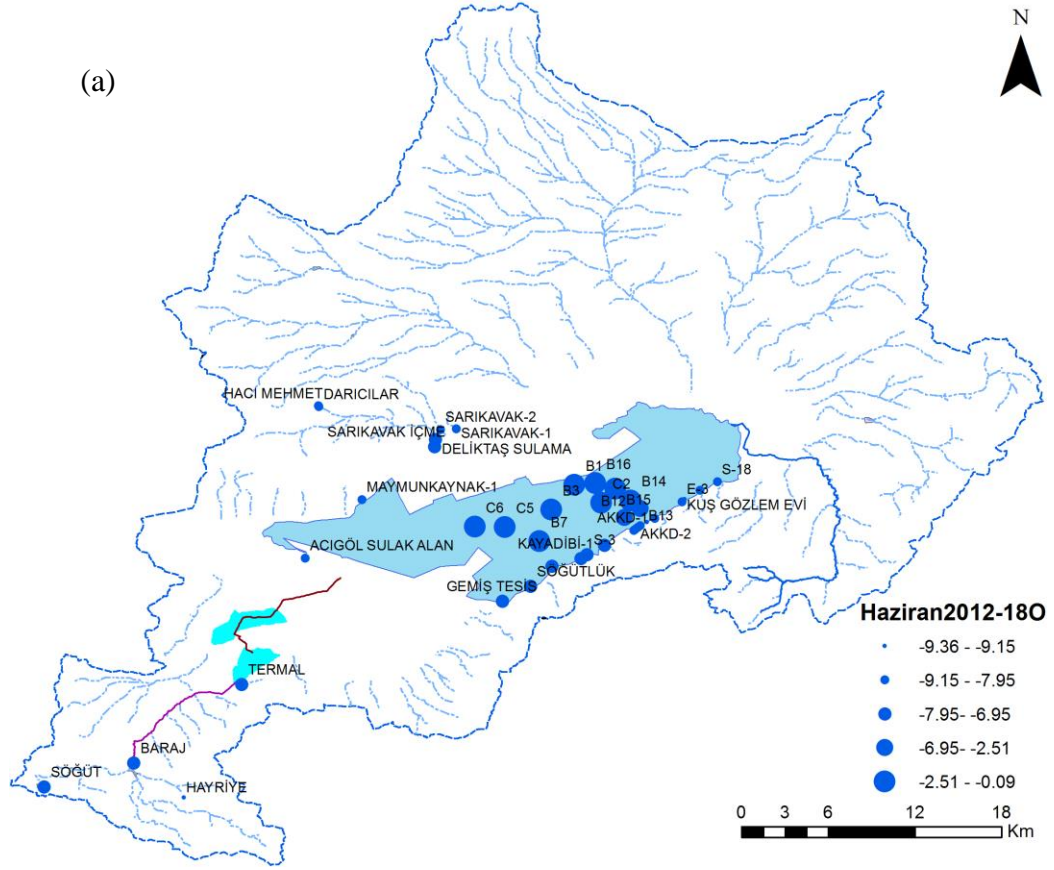 N
(a)
HACI MEHMET
DARICILAR
SARIKAVAK-2
SARIKAVAK İÇME
SARIKAVAK-1
DELİKTAŞ SULAMA
MAYMUNKAYNAK-1
B1
B16
S-18
C2
B14
E-3
B3
KUŞ GÖZLEM EVİ
B12
B15
C6
C5
B7
AKKD-1
B13
AKKD-2
KAYADİBİ-1
S-3
ACIGÖL SULAK ALAN
SÖĞÜTLÜK
GEMİŞ TESİS
Haziran2012-18O
-9.36 - -9.15
-9.15 - -7.95
-7.95- -6.95
-6.95- -2.51
-2.51 - -0.09
TERMAL
BARAJ
SÖĞÜT
HAYRİYE
0 3 6 12 18
Km